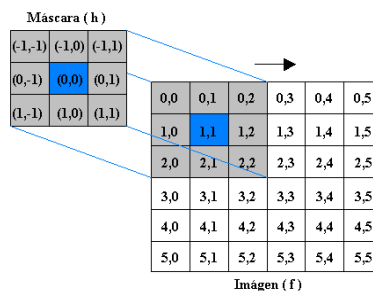 Máscara ( h )
(-1,-1) (-1,0) (-1,1)
(0,-1) (0,0) (0,1)
(1,-1) (1,0) (1,1)
0,0 0,1 0,2 0,3 0,4 0,5
1,0 1,1 1,2 1,3 1,4 1,5
2,0 2,1 2,2 2,3 2,4 2,5
3,0 3,1 3,2 3,3 3,4 3,5
4,0 4,1 4,2 4,3 4,4 4,5
5,0 5,1 5,2 5,3 5,4 5,5
Imágen ( f )